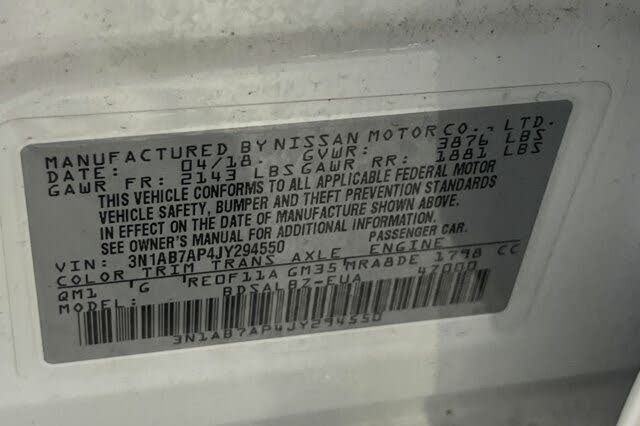 MANUFACTURED BY NISSAN MOTOR CO., LTD.
DATE: 04/18. GVWR: 3876 LBS
GAWR FR: 2143 LBS GAWR RR: 1881 LBS
THIS VEHICLE CONFORMS TO ALL APPLICABLE FEDERAL MOTOR
VEHICLE SAFETY, BUMPER AND THEFT PREVENTION STANDARDS
IN EFFECT ON THE DATE OF MANUFACTURE SHOWN ABOVE.
SEE OWNER'S MANUAL FOR ADDITIONAL INFORMATION.
VIN: 3N1AB7AP4JY294550 PASSENGER CAR.
COLOR TRIM TRANS AXLE ENGINE
QM1 G RE0F11A GM35 MRA8DE 1798 CC
MODEL: BDSALBZ-EUA 47000
3N1AB7AP4JY294550